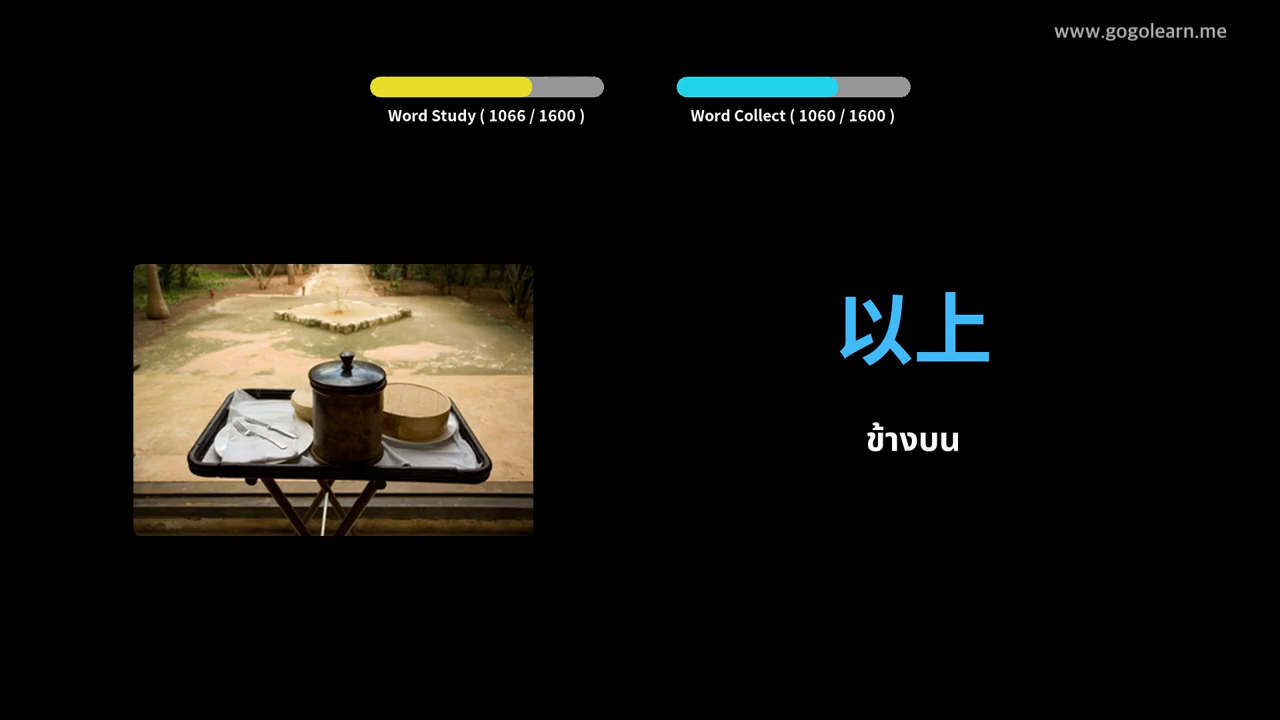 www.gogolearn.me
Word Study ( 1066 / 1600 )
Word Collect ( 1060 / 1600 )
以上
ข้างบน